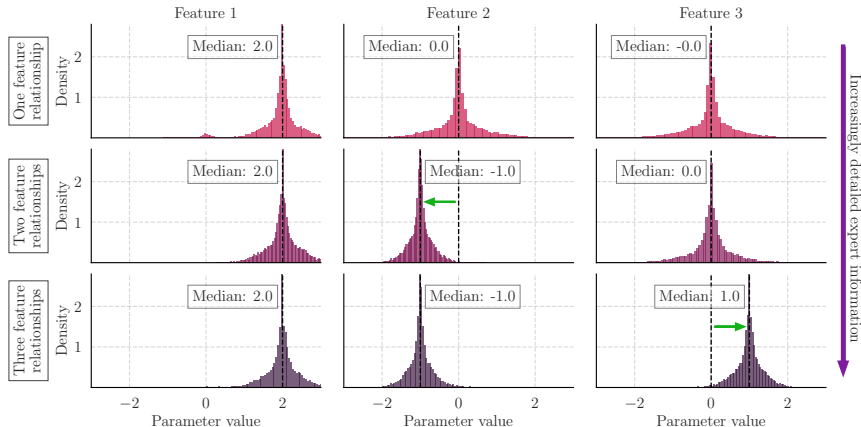 Feature 1
Feature 2
Feature 3
One feature
relationship
Density
2
1
Median: 2.0
Median: 0.0
Median: -0.0
Two feature
relationships
Density
2
1
Median: 2.0
Median: -1.0
Median: 0.0
Three feature
relationships
Density
2
1
Median: 2.0
Median: -1.0
Median: 1.0
−2 0 2
−2 0 2
−2 0 2
Parameter value
Parameter value
Parameter value
Increasingly detailed expert information